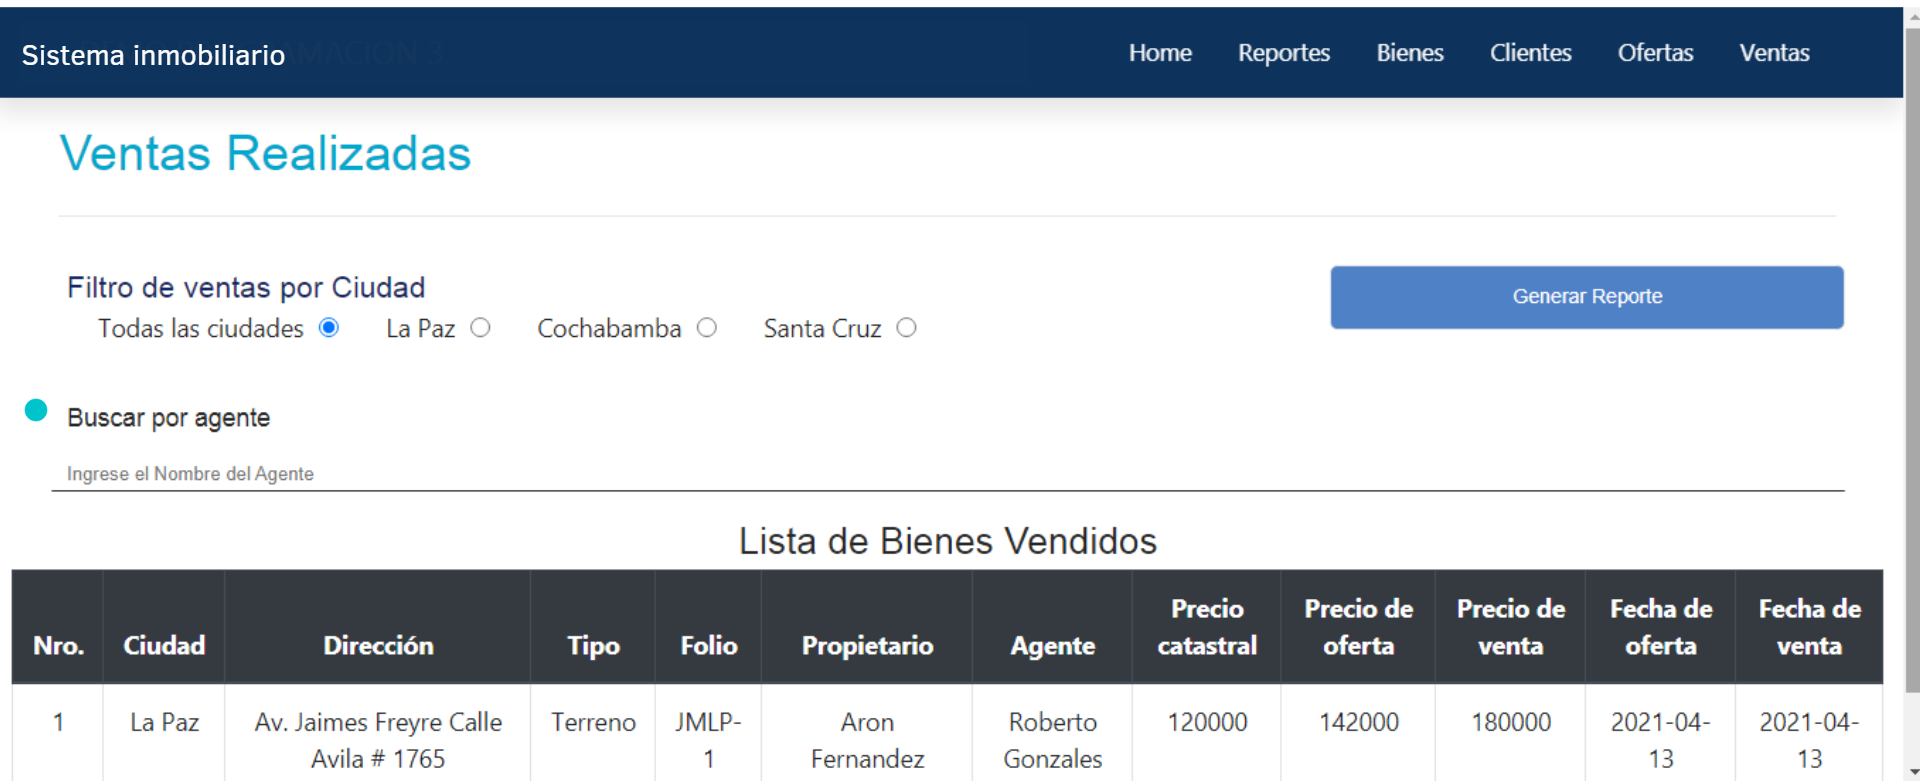 Sistema inmobiliario
Home Reportes Bienes Clientes Ofertas Ventas
Ventas Realizadas
Filtro de ventas por Ciudad
Todas las ciudades La Paz Cochabamba Santa Cruz
Generar Reporte
Buscar por agente
Ingrese el Nombre del Agente
Lista de Bienes Vendidos
Nro. Ciudad Dirección Tipo Folio Propietario Agente Precio catastral Precio de oferta Precio de venta Fecha de oferta Fecha de venta
1 La Paz Av. Jaimes Freyre Calle Avila # 1765 Terreno JMLP-1 Aron Fernandez Roberto Gonzales 120000 142000 180000 2021-04-13 2021-04-13